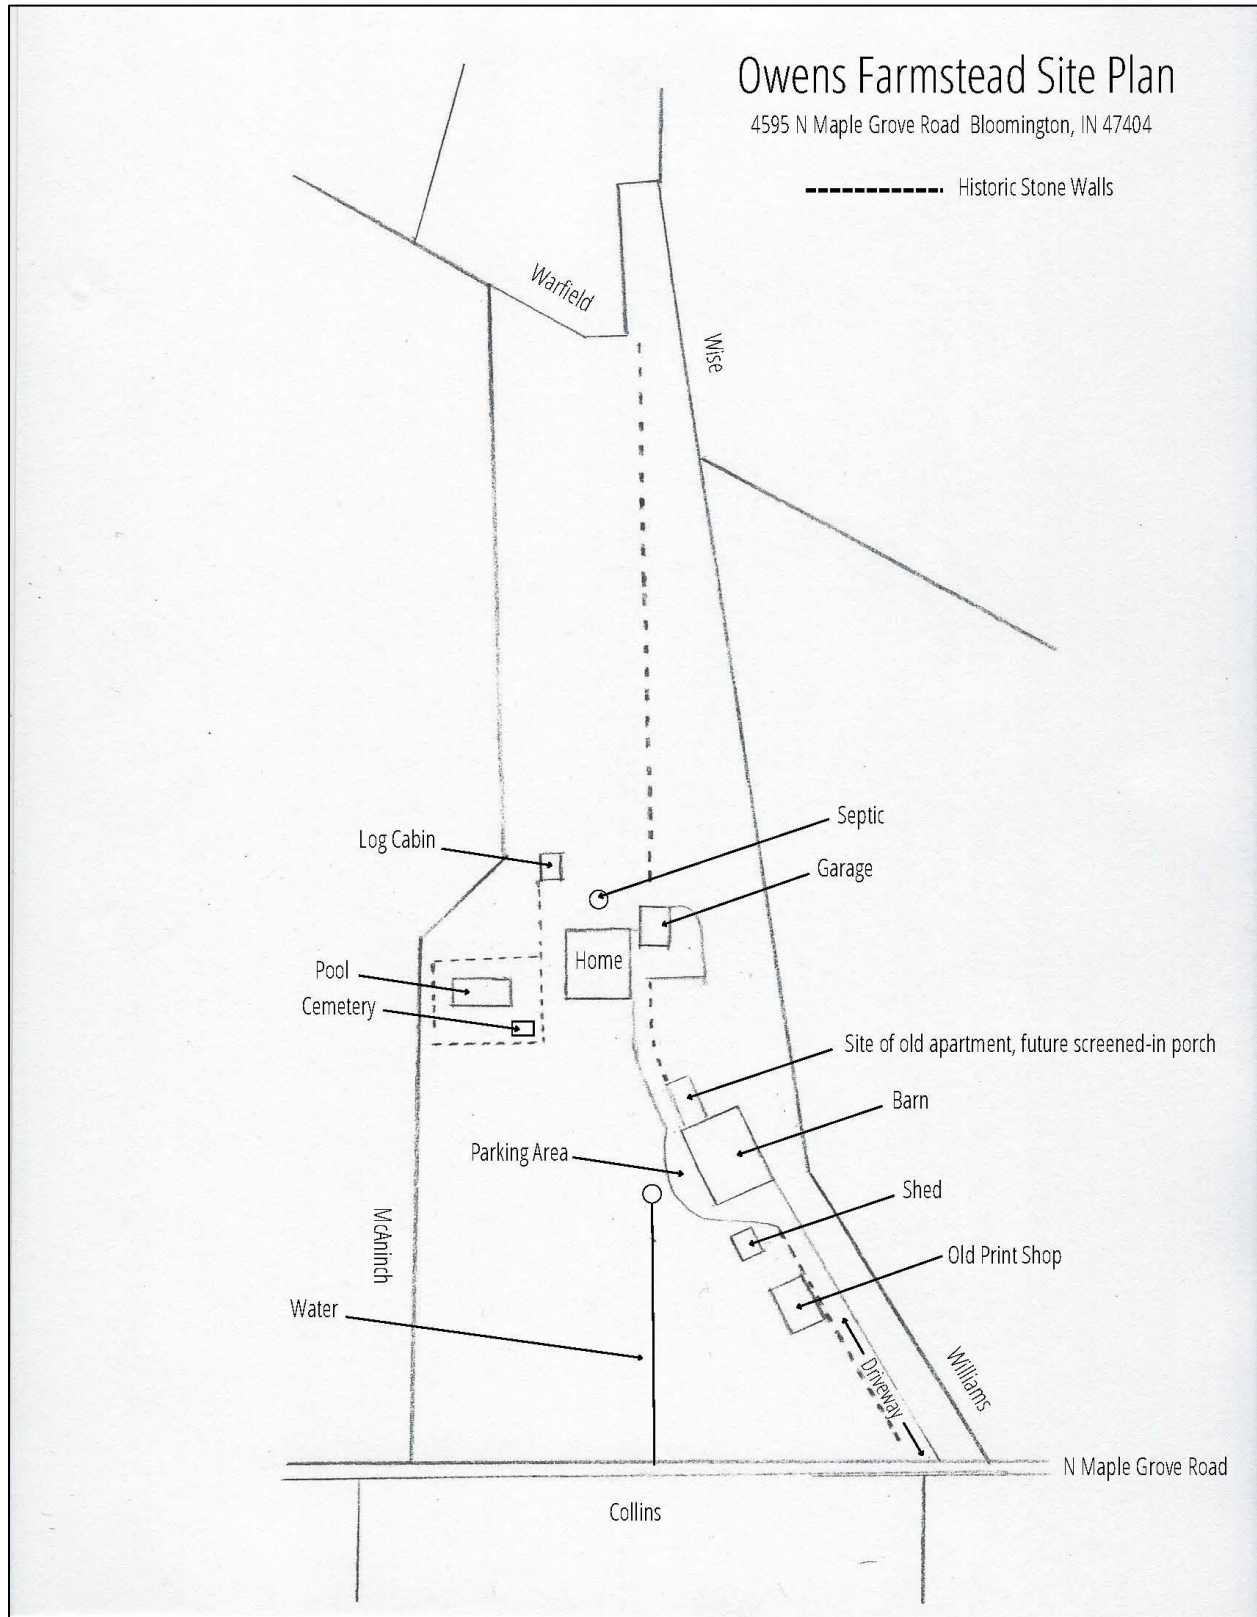 Owens Farmstead Site Plan
4595 N Maple Grove Road Bloomington, IN 47404
Historic Stone Walls
Warfield
Wise
Septic
Log Cabin
Garage
Home
Pool
Cemetery
Site of old apartment, future screened-in porch
Barn
Parking Area
Shed
McAninch
Old Print Shop
Water
Driveway
Williams
N Maple Grove Road
Collins